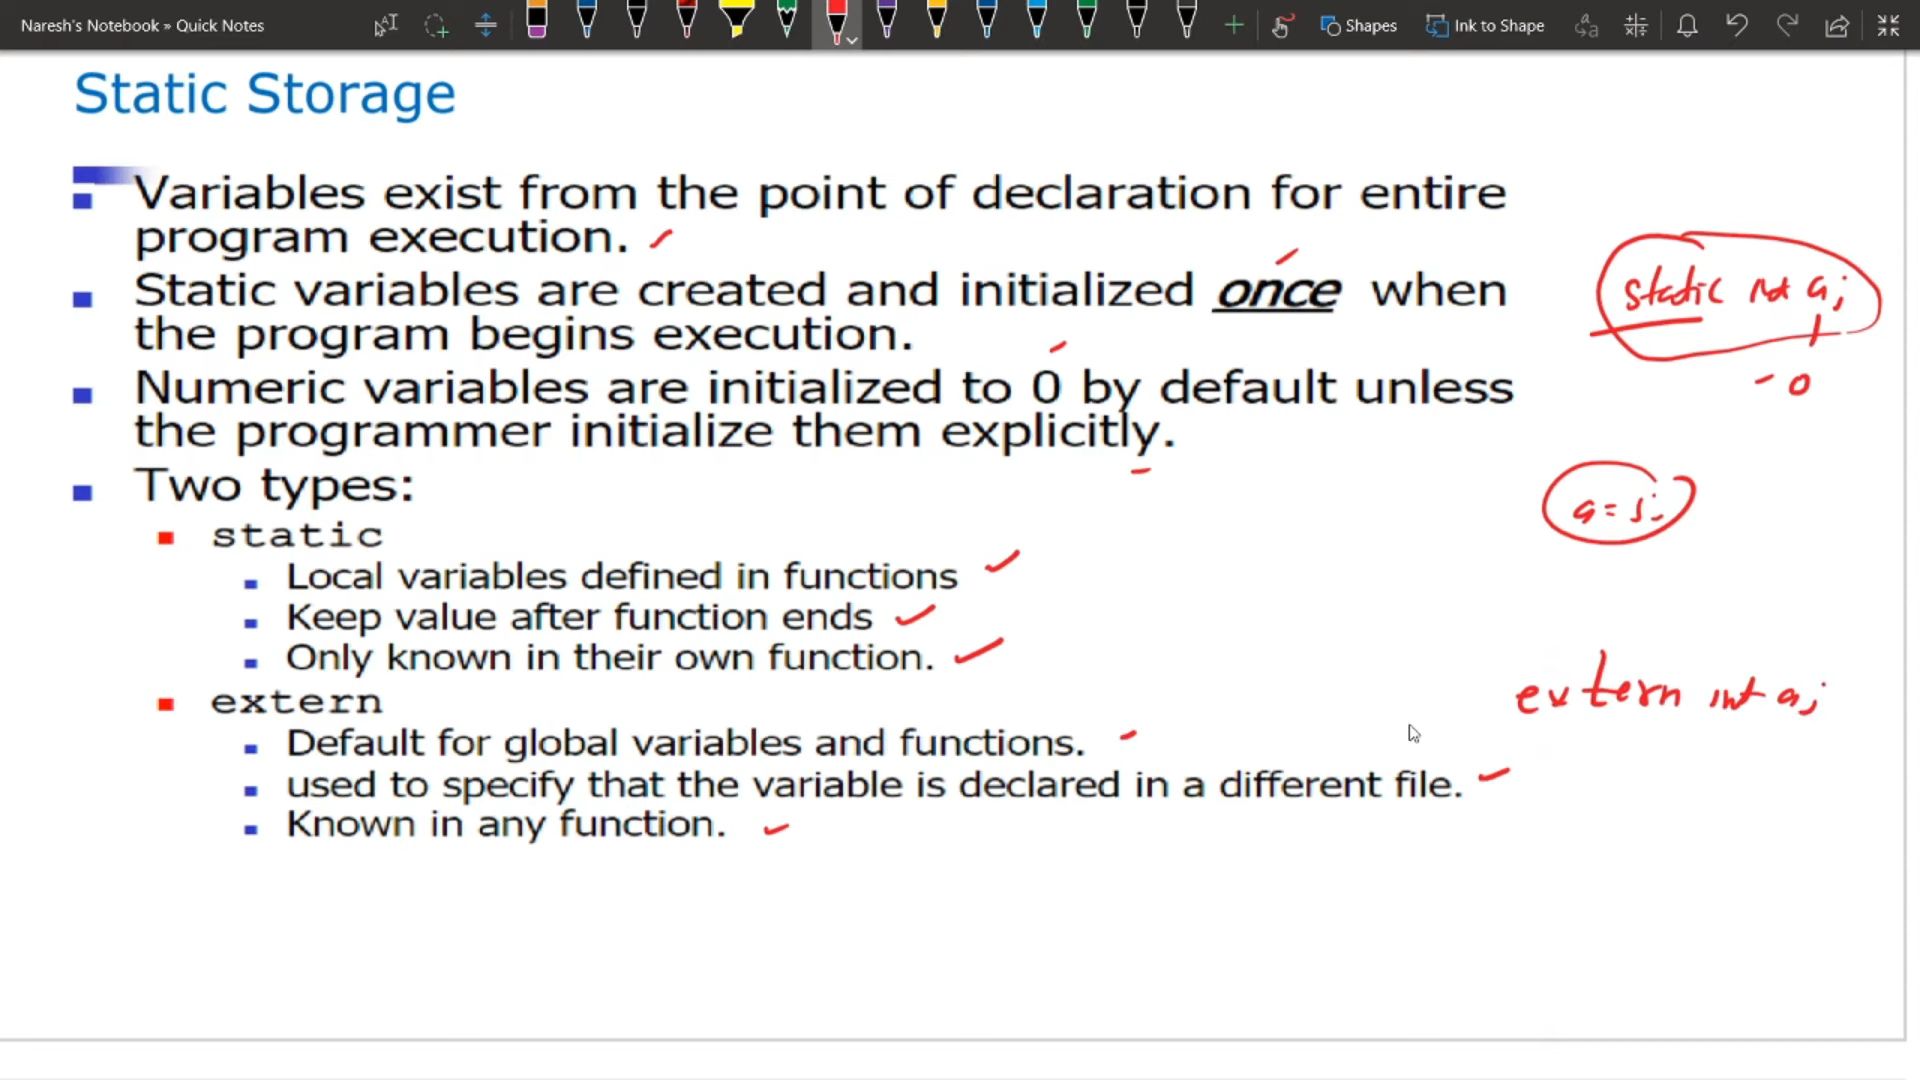 Naresh's Notebook » Quick Notes
Shapes
Ink to Shape
Static Storage
Variables exist from the point of declaration for entire
program execution.
Static variables are created and initialized once when
the program begins execution.
static int a;
0
Numeric variables are initialized to 0 by default unless
the programmer initialize them explicitly.
Two types:
a = 5;
static
Local variables defined in functions
Keep value after function ends
Only known in their own function.
extern
extern int a;
Default for global variables and functions.
used to specify that the variable is declared in a different file.
Known in any function.